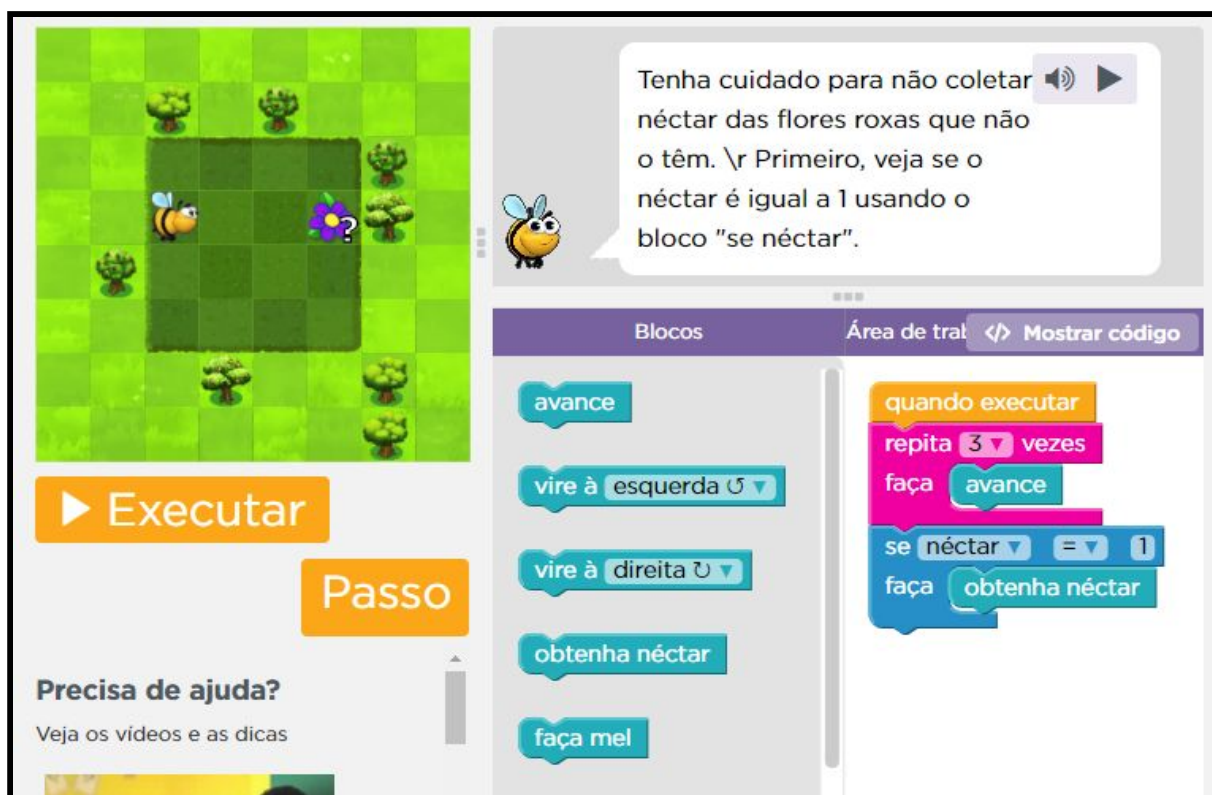 ?
Tenha cuidado para não coletar
néctar das flores roxas que não
o têm. \r Primeiro, veja se o
néctar é igual a 1 usando o
bloco "se néctar".
Executar
Passo
Precisa de ajuda?
Veja os vídeos e as dicas
Blocos
avance
vire à esquerda ↺
vire à direita ↻
obtenha néctar
faça mel
Área de trab </> Mostrar código
quando executar
repita 3 vezes
faça avance
se néctar = 1
faça obtenha néctar